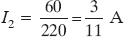 I₂ = 60/220 = 3/11 A